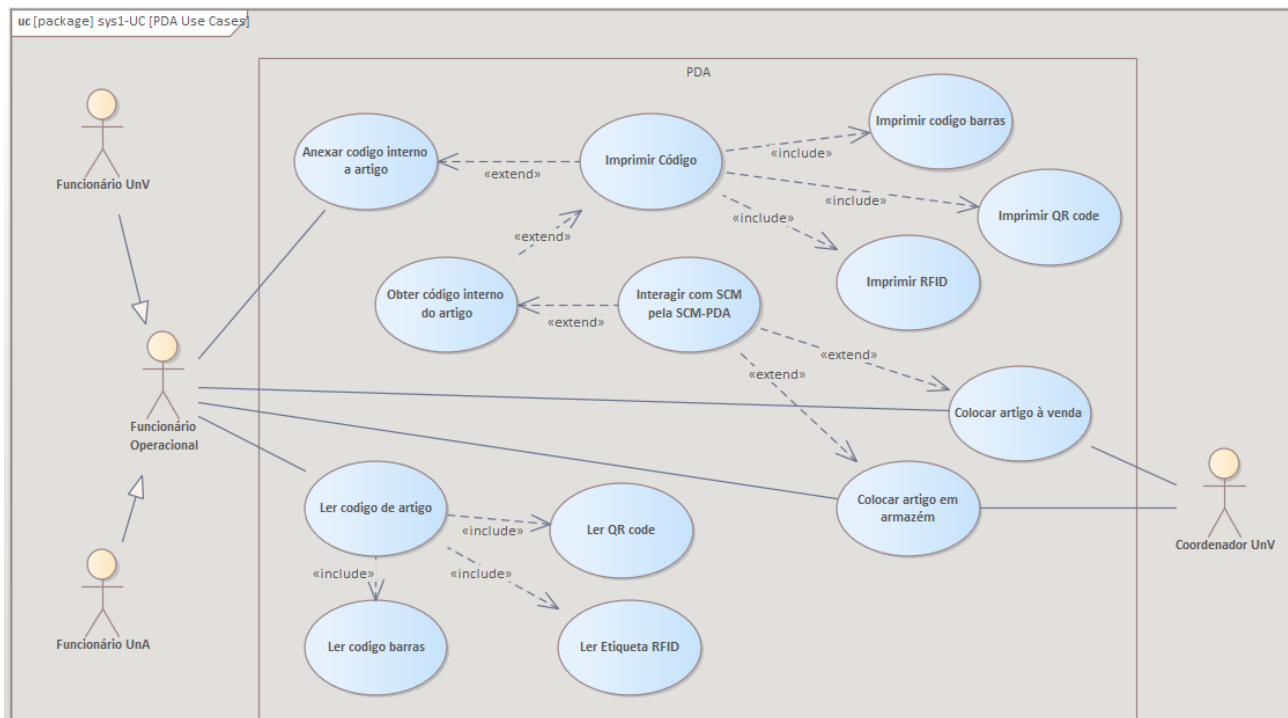 uc [package] sys1-UC [PDA Use Cases]
PDA
Funcionário UnV
Anexar codigo interno
a artigo
«extend»
Imprimir Código
«include»
Imprimir codigo barras
«include»
Imprimir QR code
«include»
Imprimir RFID
«extend»
Obter código interno
do artigo
«extend»
Interagir com SCM
pela SCM-PDA
«extend»
«extend»
Colocar artigo à venda
Funcionário
Operacional
Ler codigo de artigo
«include»
Ler QR code
Colocar artigo em
armazém
Coordenador UnV
«include»
«include»
Funcionário UnA
Ler codigo barras
Ler Etiqueta RFID